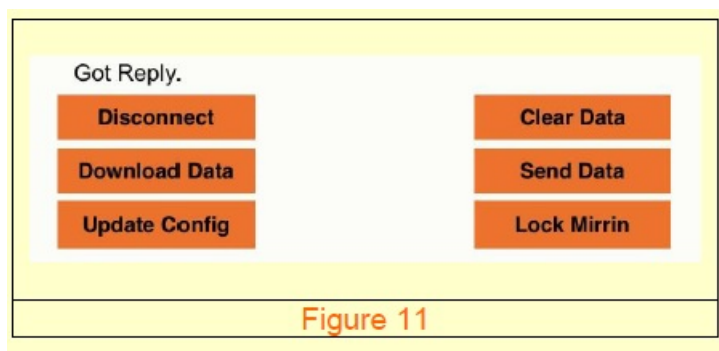 Got Reply.
Disconnect
Clear Data
Download Data
Send Data
Update Config
Lock Mirrin
Figure 11